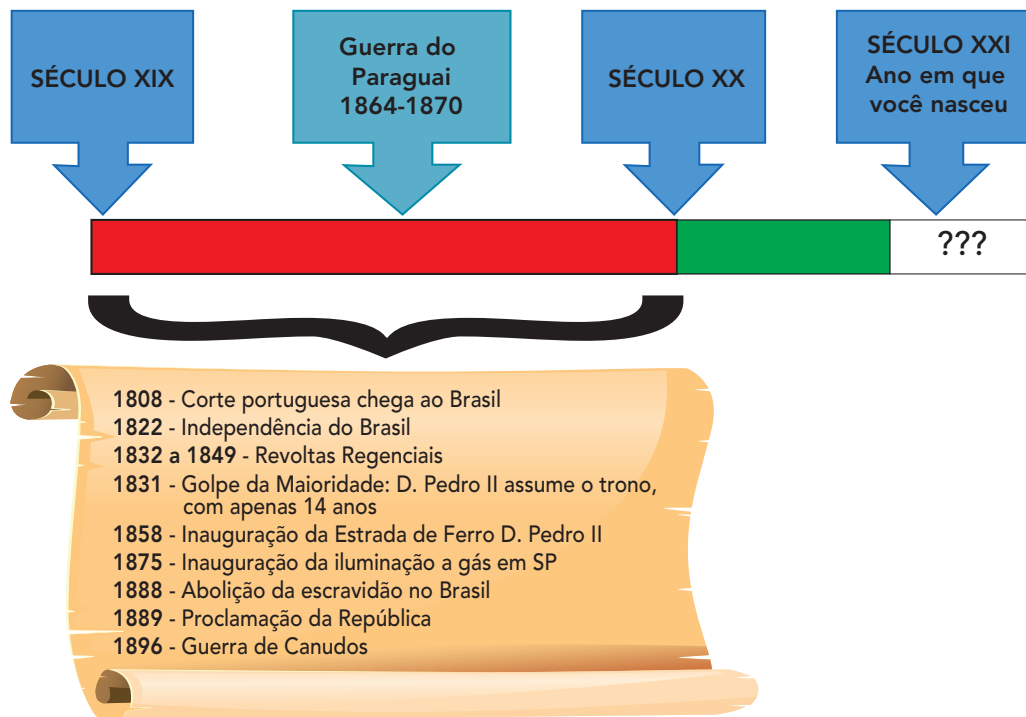 SÉCULO XIX
Guerra do
Paraguai
1864-1870
SÉCULO XX
SÉCULO XXI
Ano em que
você nasceu
???
1808 - Corte portuguesa chega ao Brasil
1822 - Independência do Brasil
1832 a 1849 - Revoltas Regenciais
1831 - Golpe da Maioridade: D. Pedro II assume o trono,
com apenas 14 anos
1858 - Inauguração da Estrada de Ferro D. Pedro II
1875 - Inauguração da iluminação a gás em SP
1888 - Abolição da escravidão no Brasil
1889 - Proclamação da República
1896 - Guerra de Canudos